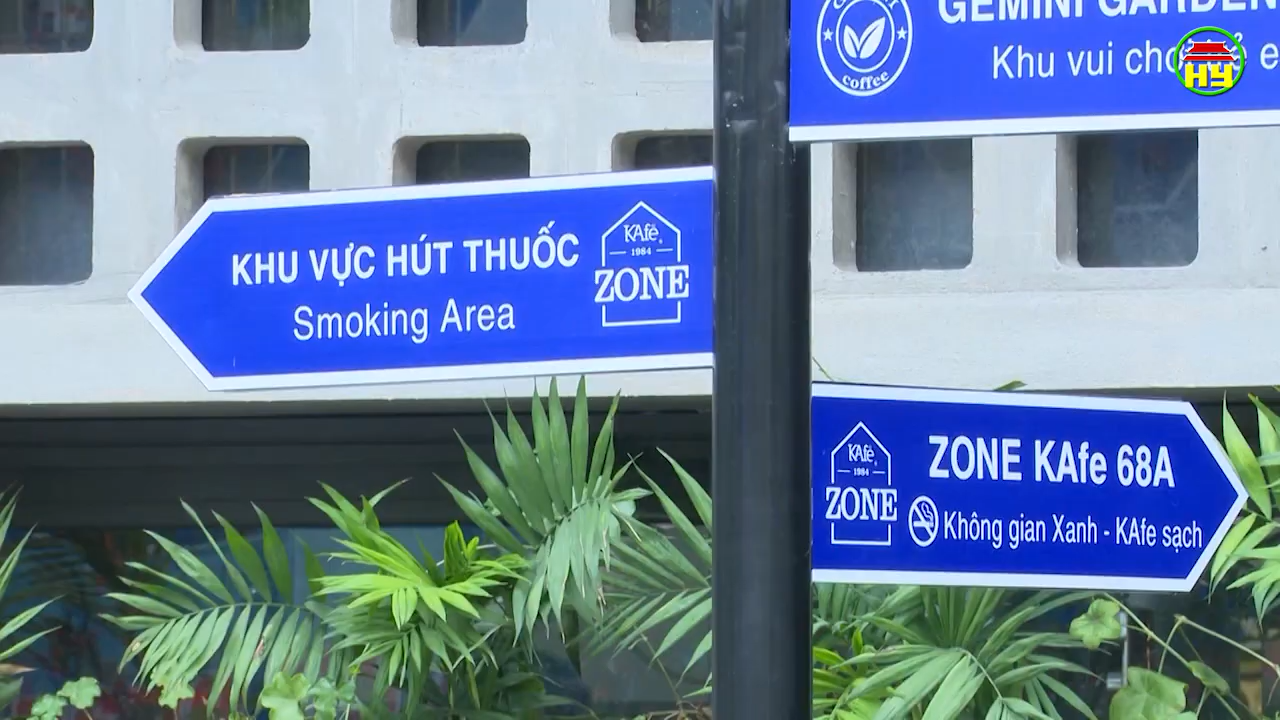 GEMINI GARDEN
Khu vui
coffee
HY
KHU VỰC HÚT THUỐC
Smoking Area
KAfe
1984
ZONE
KAfe
1984
ZONE
ZONE KAfe 68A
Không gian Xanh - KAfe sạch